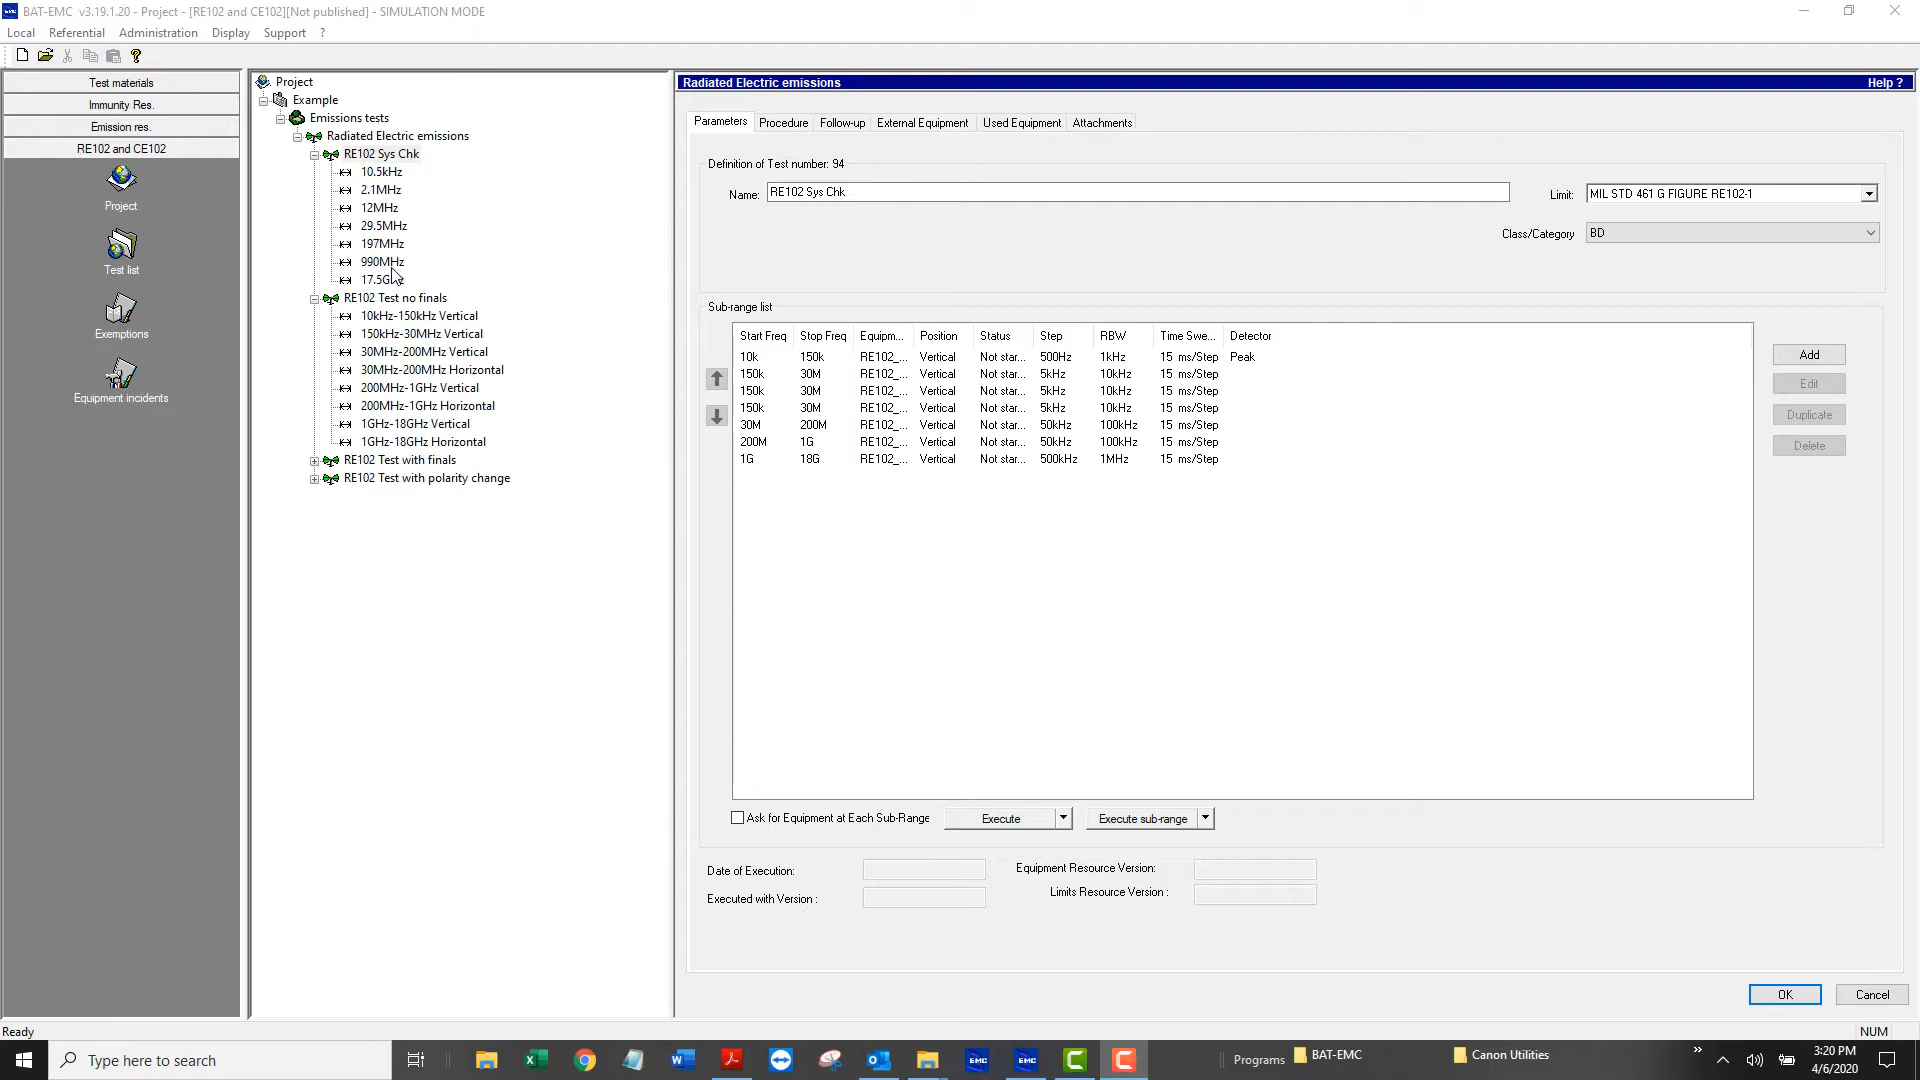 BAT-EMC v3.19.1.20 - Project - [RE102 and CE102][Not published] - SIMULATION MODE
Local Referential Administration Display Support ?
Test materials
Immunity Res.
Emission res.
RE102 and CE102
Project
Test list
Exemptions
Equipment incidents
Project
Example
Emissions tests
Radiated Electric emissions
RE102 Sys Chk
10.5kHz
2.1MHz
12MHz
29.5MHz
197MHz
990MHz
17.5GHz
RE102 Test no finals
10kHz-150kHz Vertical
150kHz-30MHz Vertical
30MHz-200MHz Vertical
30MHz-200MHz Horizontal
200MHz-1GHz Vertical
200MHz-1GHz Horizontal
1GHz-18GHz Vertical
1GHz-18GHz Horizontal
RE102 Test with finals
RE102 Test with polarity change
Radiated Electric emissions Help ?
Parameters Procedure Follow-up External Equipment Used Equipment Attachments
Definition of Test number: 94
Name: RE102 Sys Chk Limit: MIL STD 461 G FIGURE RE102-1
Class/Category BD
Sub-range list
Start Freq Stop Freq Equipm... Position Status Step RBW Time Swe... Detector
10k 150k RE102_... Vertical Not star... 500Hz 1kHz 15 ms/Step Peak
150k 30M RE102_... Vertical Not star... 5kHz 10kHz 15 ms/Step
150k 30M RE102_... Vertical Not star... 5kHz 10kHz 15 ms/Step
150k 30M RE102_... Vertical Not star... 5kHz 10kHz 15 ms/Step
30M 200M RE102_... Vertical Not star... 50kHz 100kHz 15 ms/Step
200M 1G RE102_... Vertical Not star... 50kHz 100kHz 15 ms/Step
1G 18G RE102_... Vertical Not star... 500kHz 1MHz 15 ms/Step
Add
Edit
Duplicate
Delete
Ask for Equipment at Each Sub-Range Execute Execute sub-range
Date of Execution: Equipment Resource Version:
Executed with Version : Limits Resource Version :
OK Cancel
Ready NUM
Type here to search Programs BAT-EMC Canon Utilities 3:20 PM
4/6/2020